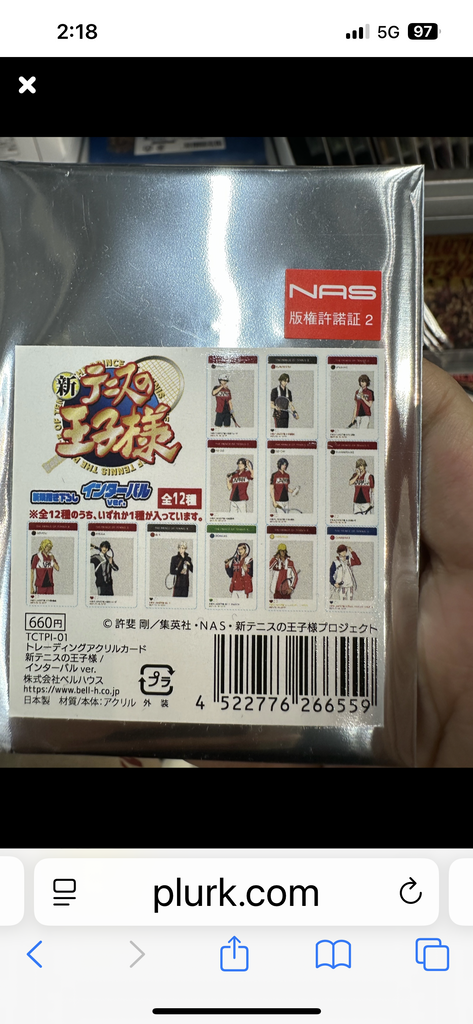 2:18
5G
97
NAS
版権許諾証 2
新テニスの
王子様
THE PRINCE OF TENNIS
インターバル
ver.
全12種
※全12種のうち、いずれか1種が入っています。
660円
© 許斐 剛／集英社・NAS・新テニスの王子様プロジェクト
TCTPI-01
トレーディングアクリルカード
新テニスの王子様 /
インターバル ver.
株式会社ベルハウス
https://www.bell-h.co.jp
日本製 材質/本体:アクリル
プラ
外 装
4 522776 266559
plurk.com